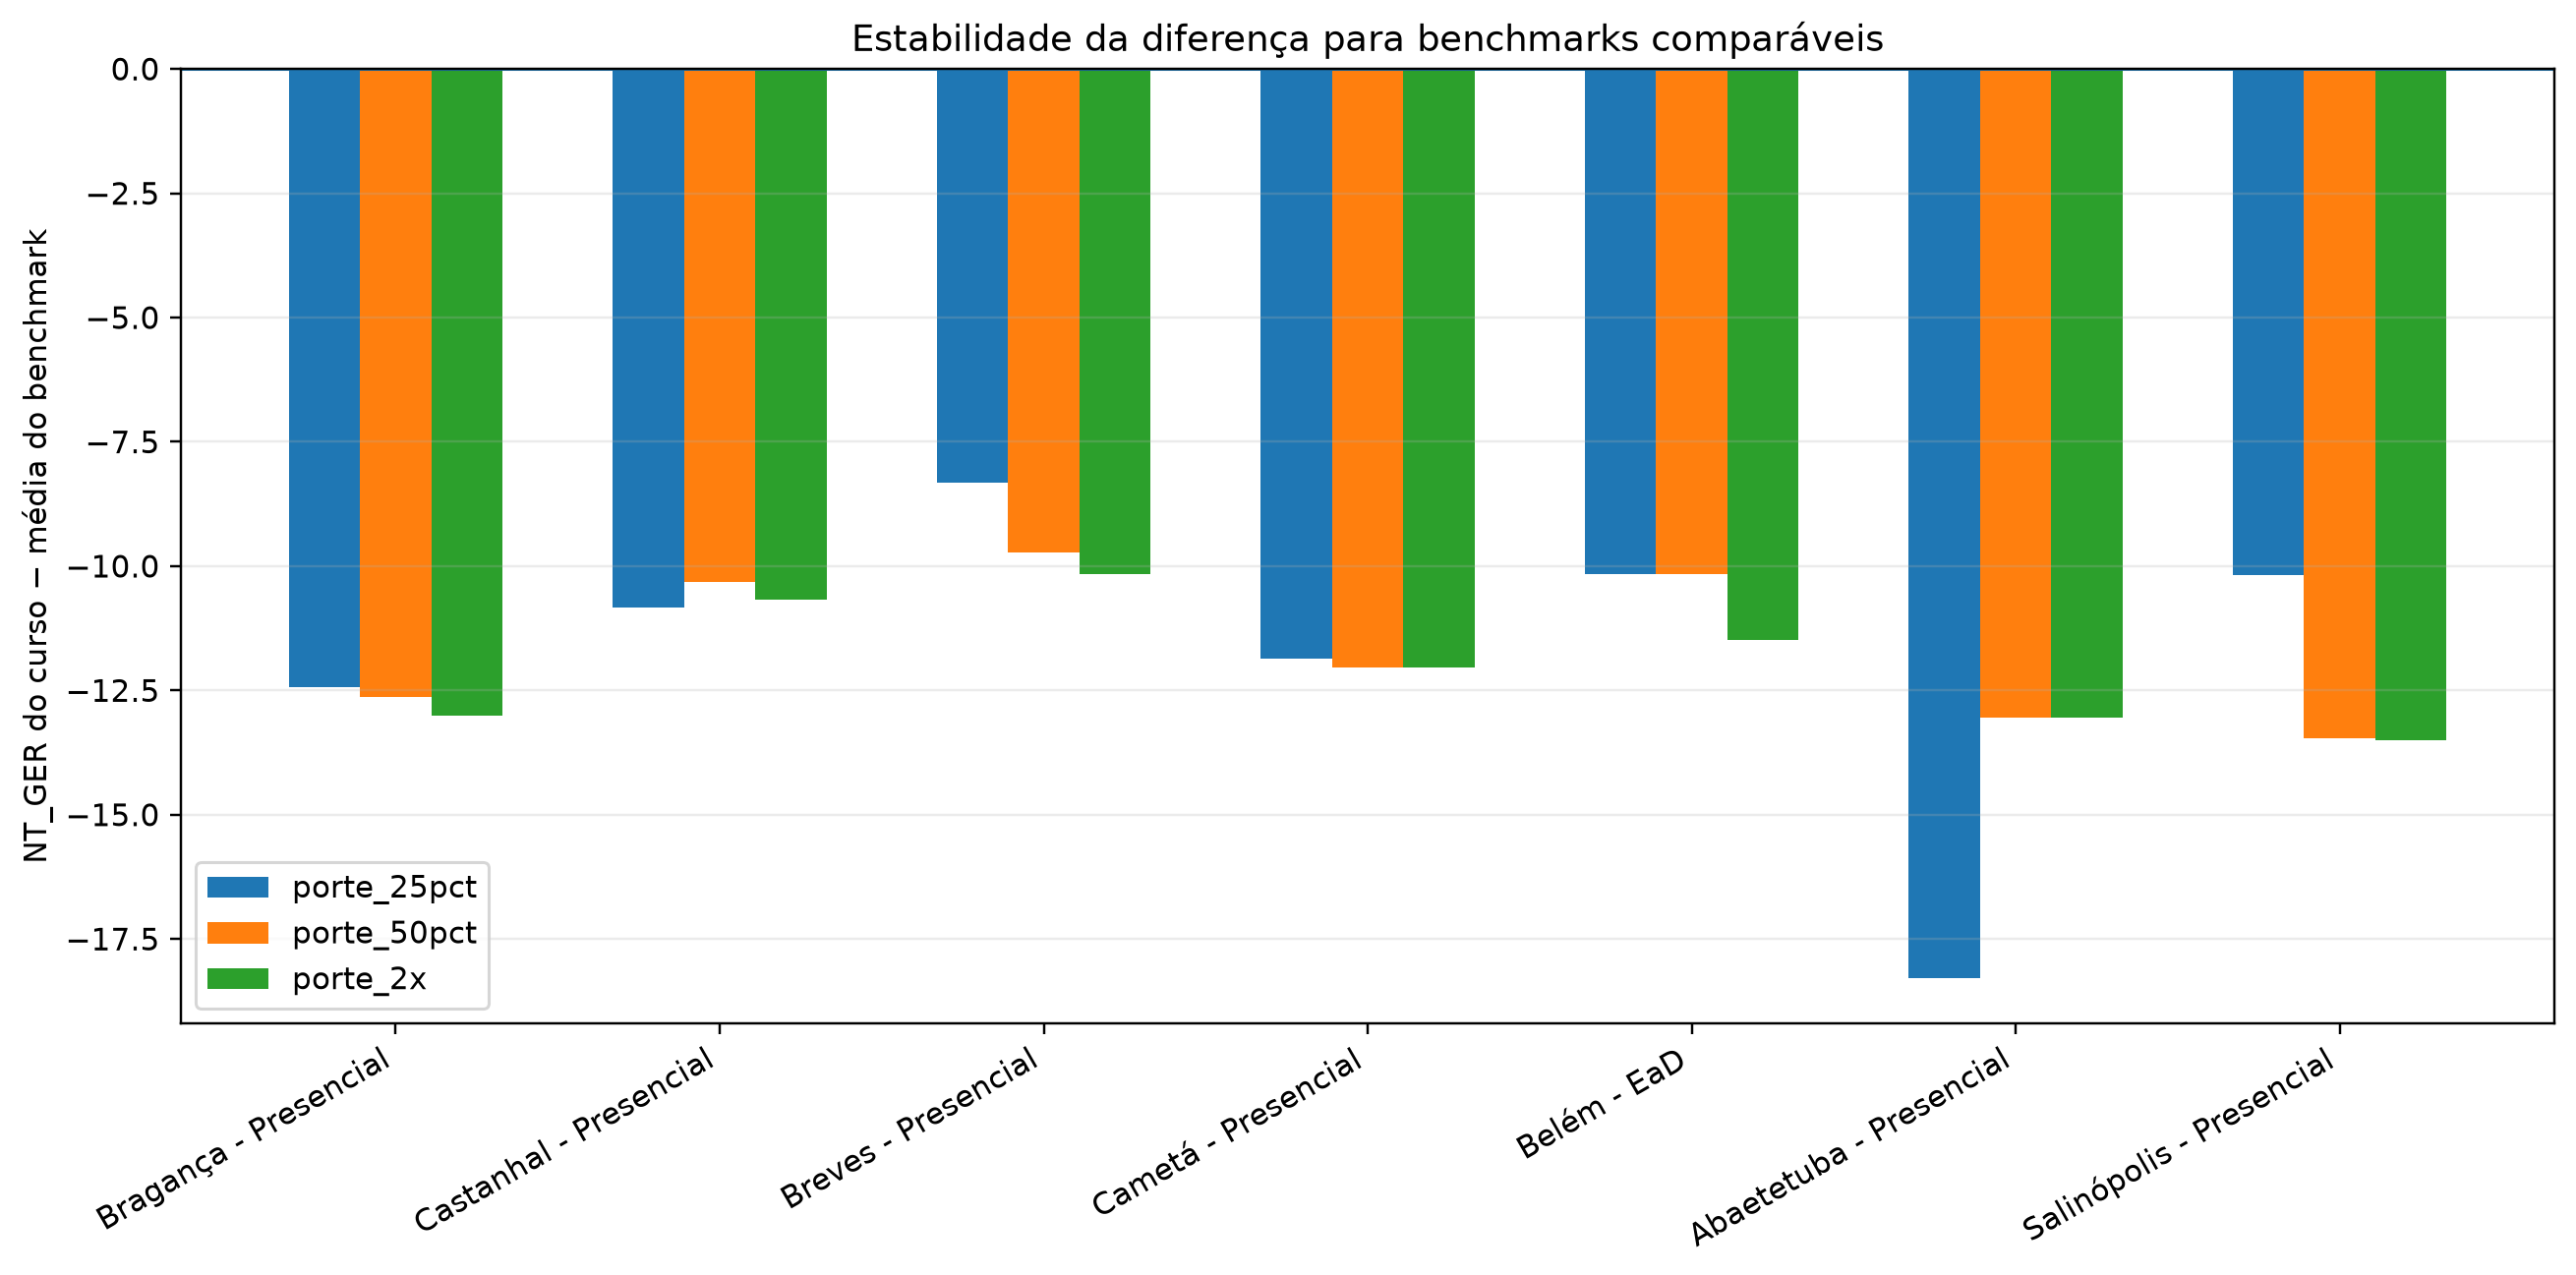 Estabilidade da diferença para benchmarks comparáveis
NT_GER do curso − média do benchmark
0.0
−2.5
−5.0
−7.5
−10.0
−12.5
−15.0
−17.5
porte_25pct
porte_50pct
porte_2x
Bragança - Presencial
Castanhal - Presencial
Breves - Presencial
Cametá - Presencial
Belém - EaD
Abaetetuba - Presencial
Salinópolis - Presencial